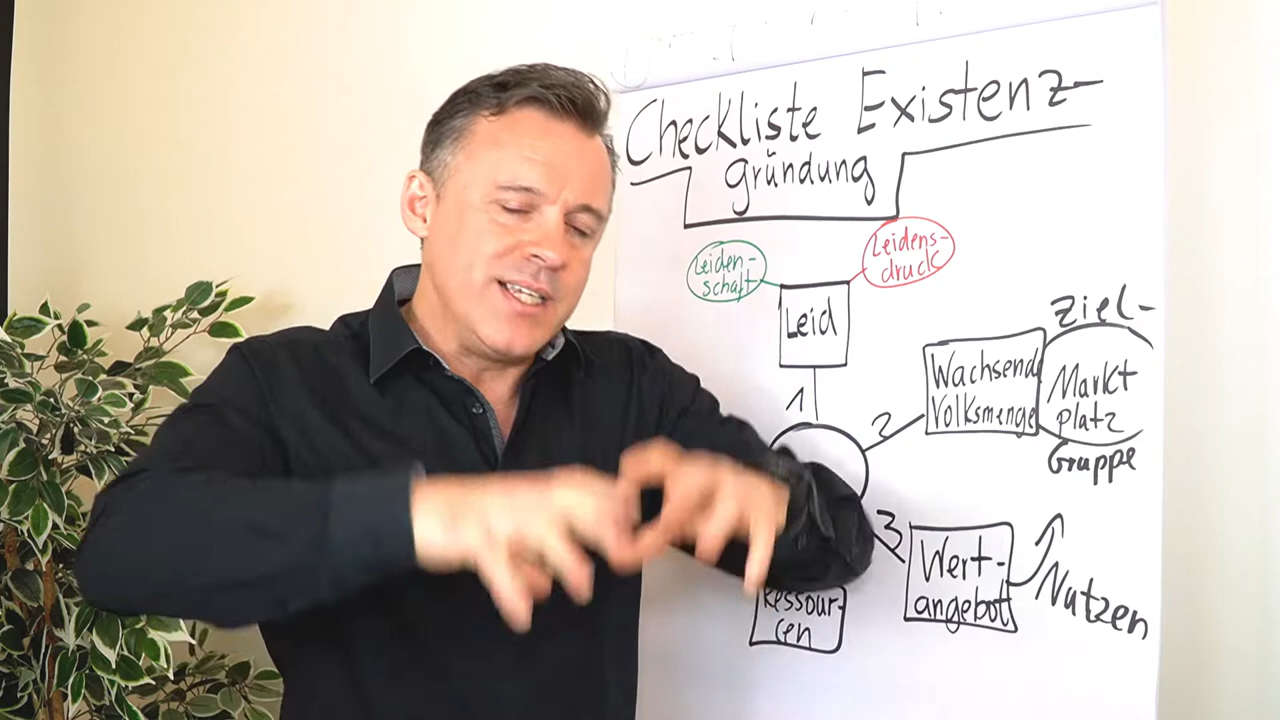 Checkliste Existenz-
gründung
Leiden-
schaft
Leidens-
druck
Leid
1
2
Wachsende
Volksmenge
Ziel-
Markt
platz
Gruppe
3
Wert-
angebot
Nutzen
Ressour-
cen